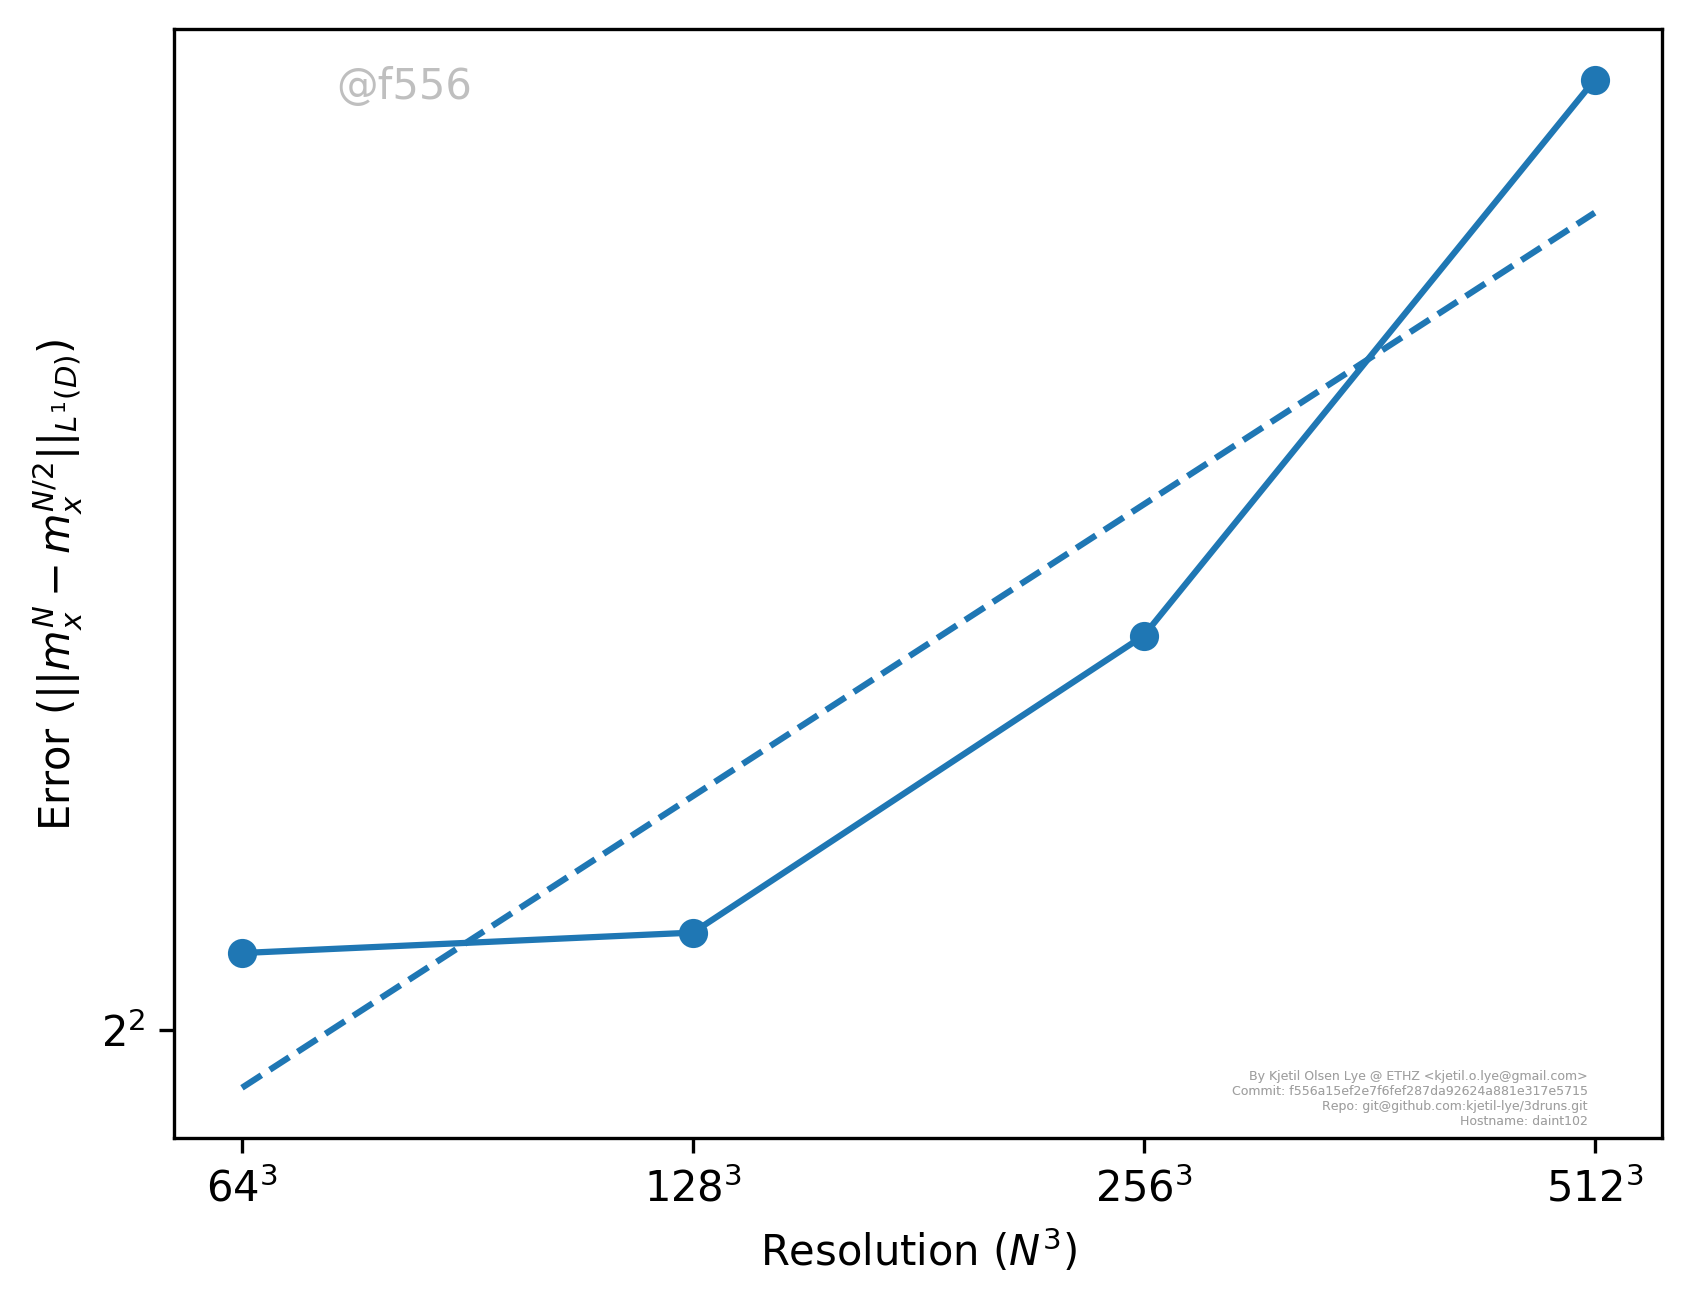 @f556
Error (||m_x^N − m_x^{N/2}||_{L^1(D)})
2^2
By Kjetil Olsen Lye @ ETHZ <kjetil.o.lye@gmail.com>
Commit: f556a15ef2e7f6fef287da92624a881e317e5715
Repo: git@github.com:kjetil-lye/3druns.git
Hostname: daint102
64^3 128^3 256^3 512^3
Resolution (N^3)